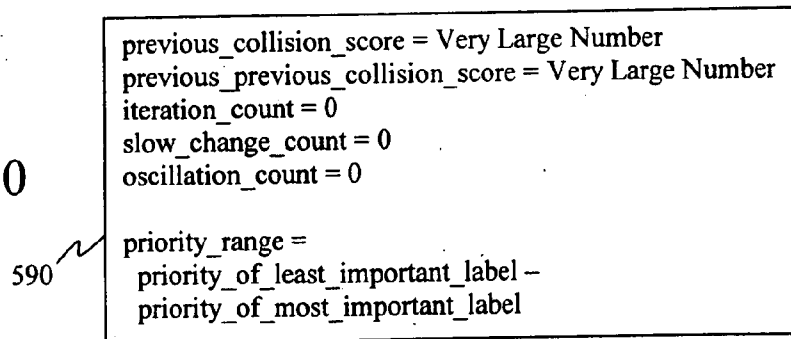 previous_collision_score = Very Large Number
previous_previous_collision_score = Very Large Number
iteration_count = 0
slow_change_count = 0
oscillation_count = 0
0
priority_range =
590
priority_of_least_important_label –
priority_of_most_important_label